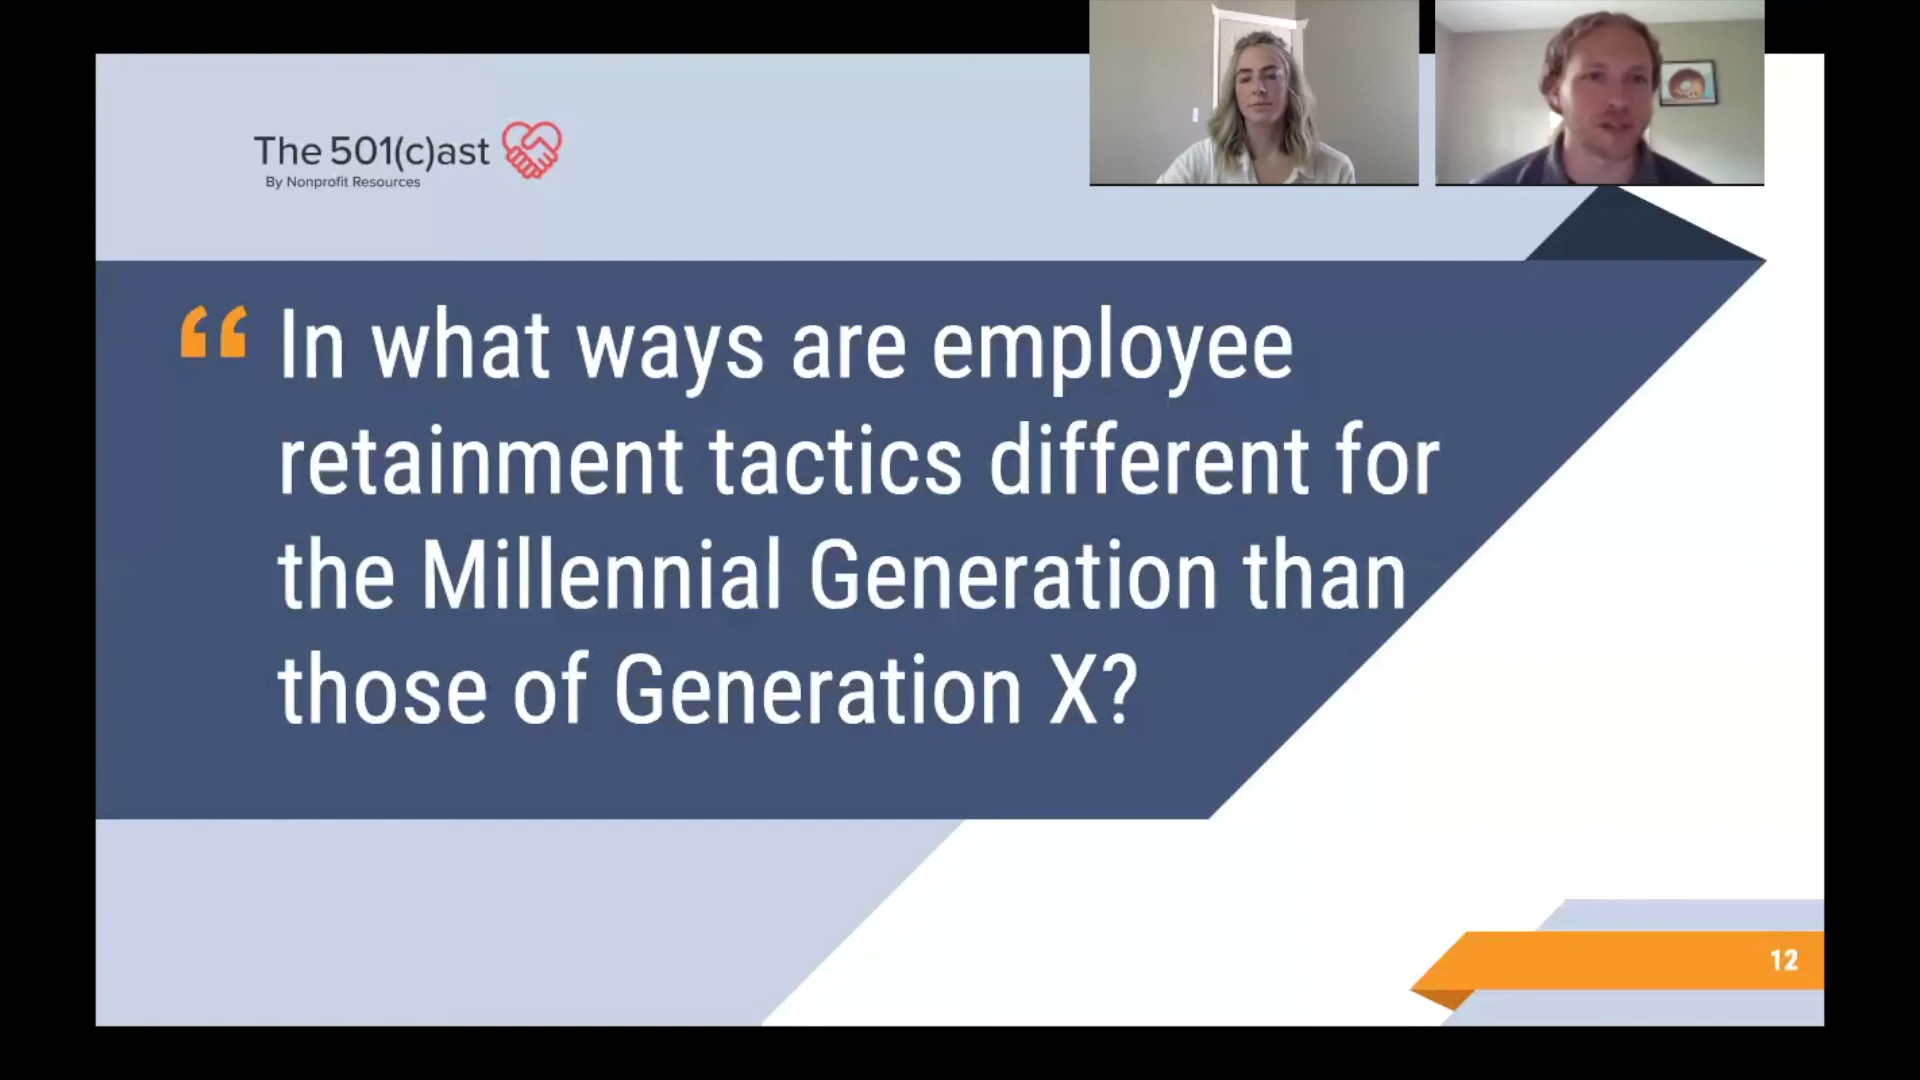 The 501(c)ast
By Nonprofit Resources
“ In what ways are employee
retainment tactics different for
the Millennial Generation than
those of Generation X?
12